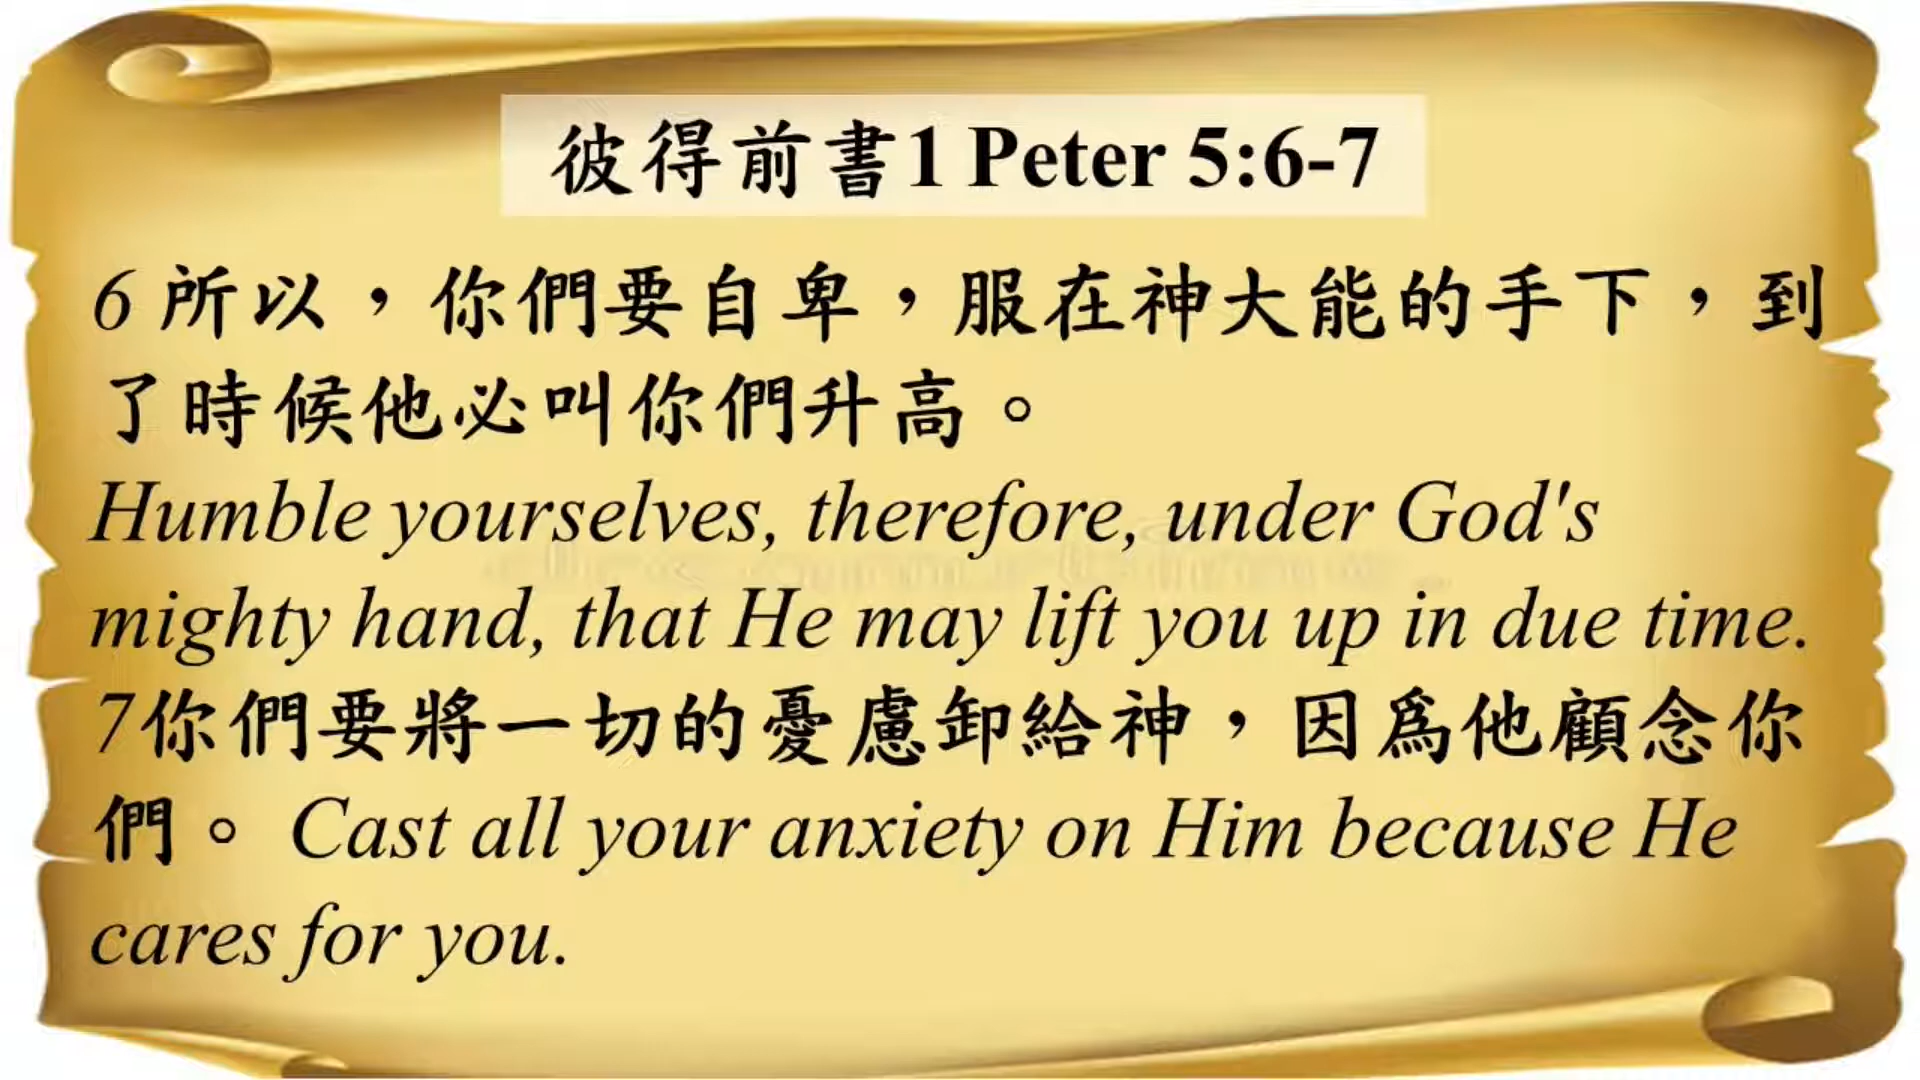 彼得前書1 Peter 5:6-7
6 所以，你們要自卑，服在神大能的手下，到
了時候他必叫你們升高。
Humble yourselves, therefore, under God's
mighty hand, that He may lift you up in due time.
7你們要將一切的憂慮卸給神，因爲他顧念你
們。 Cast all your anxiety on Him because He
cares for you.